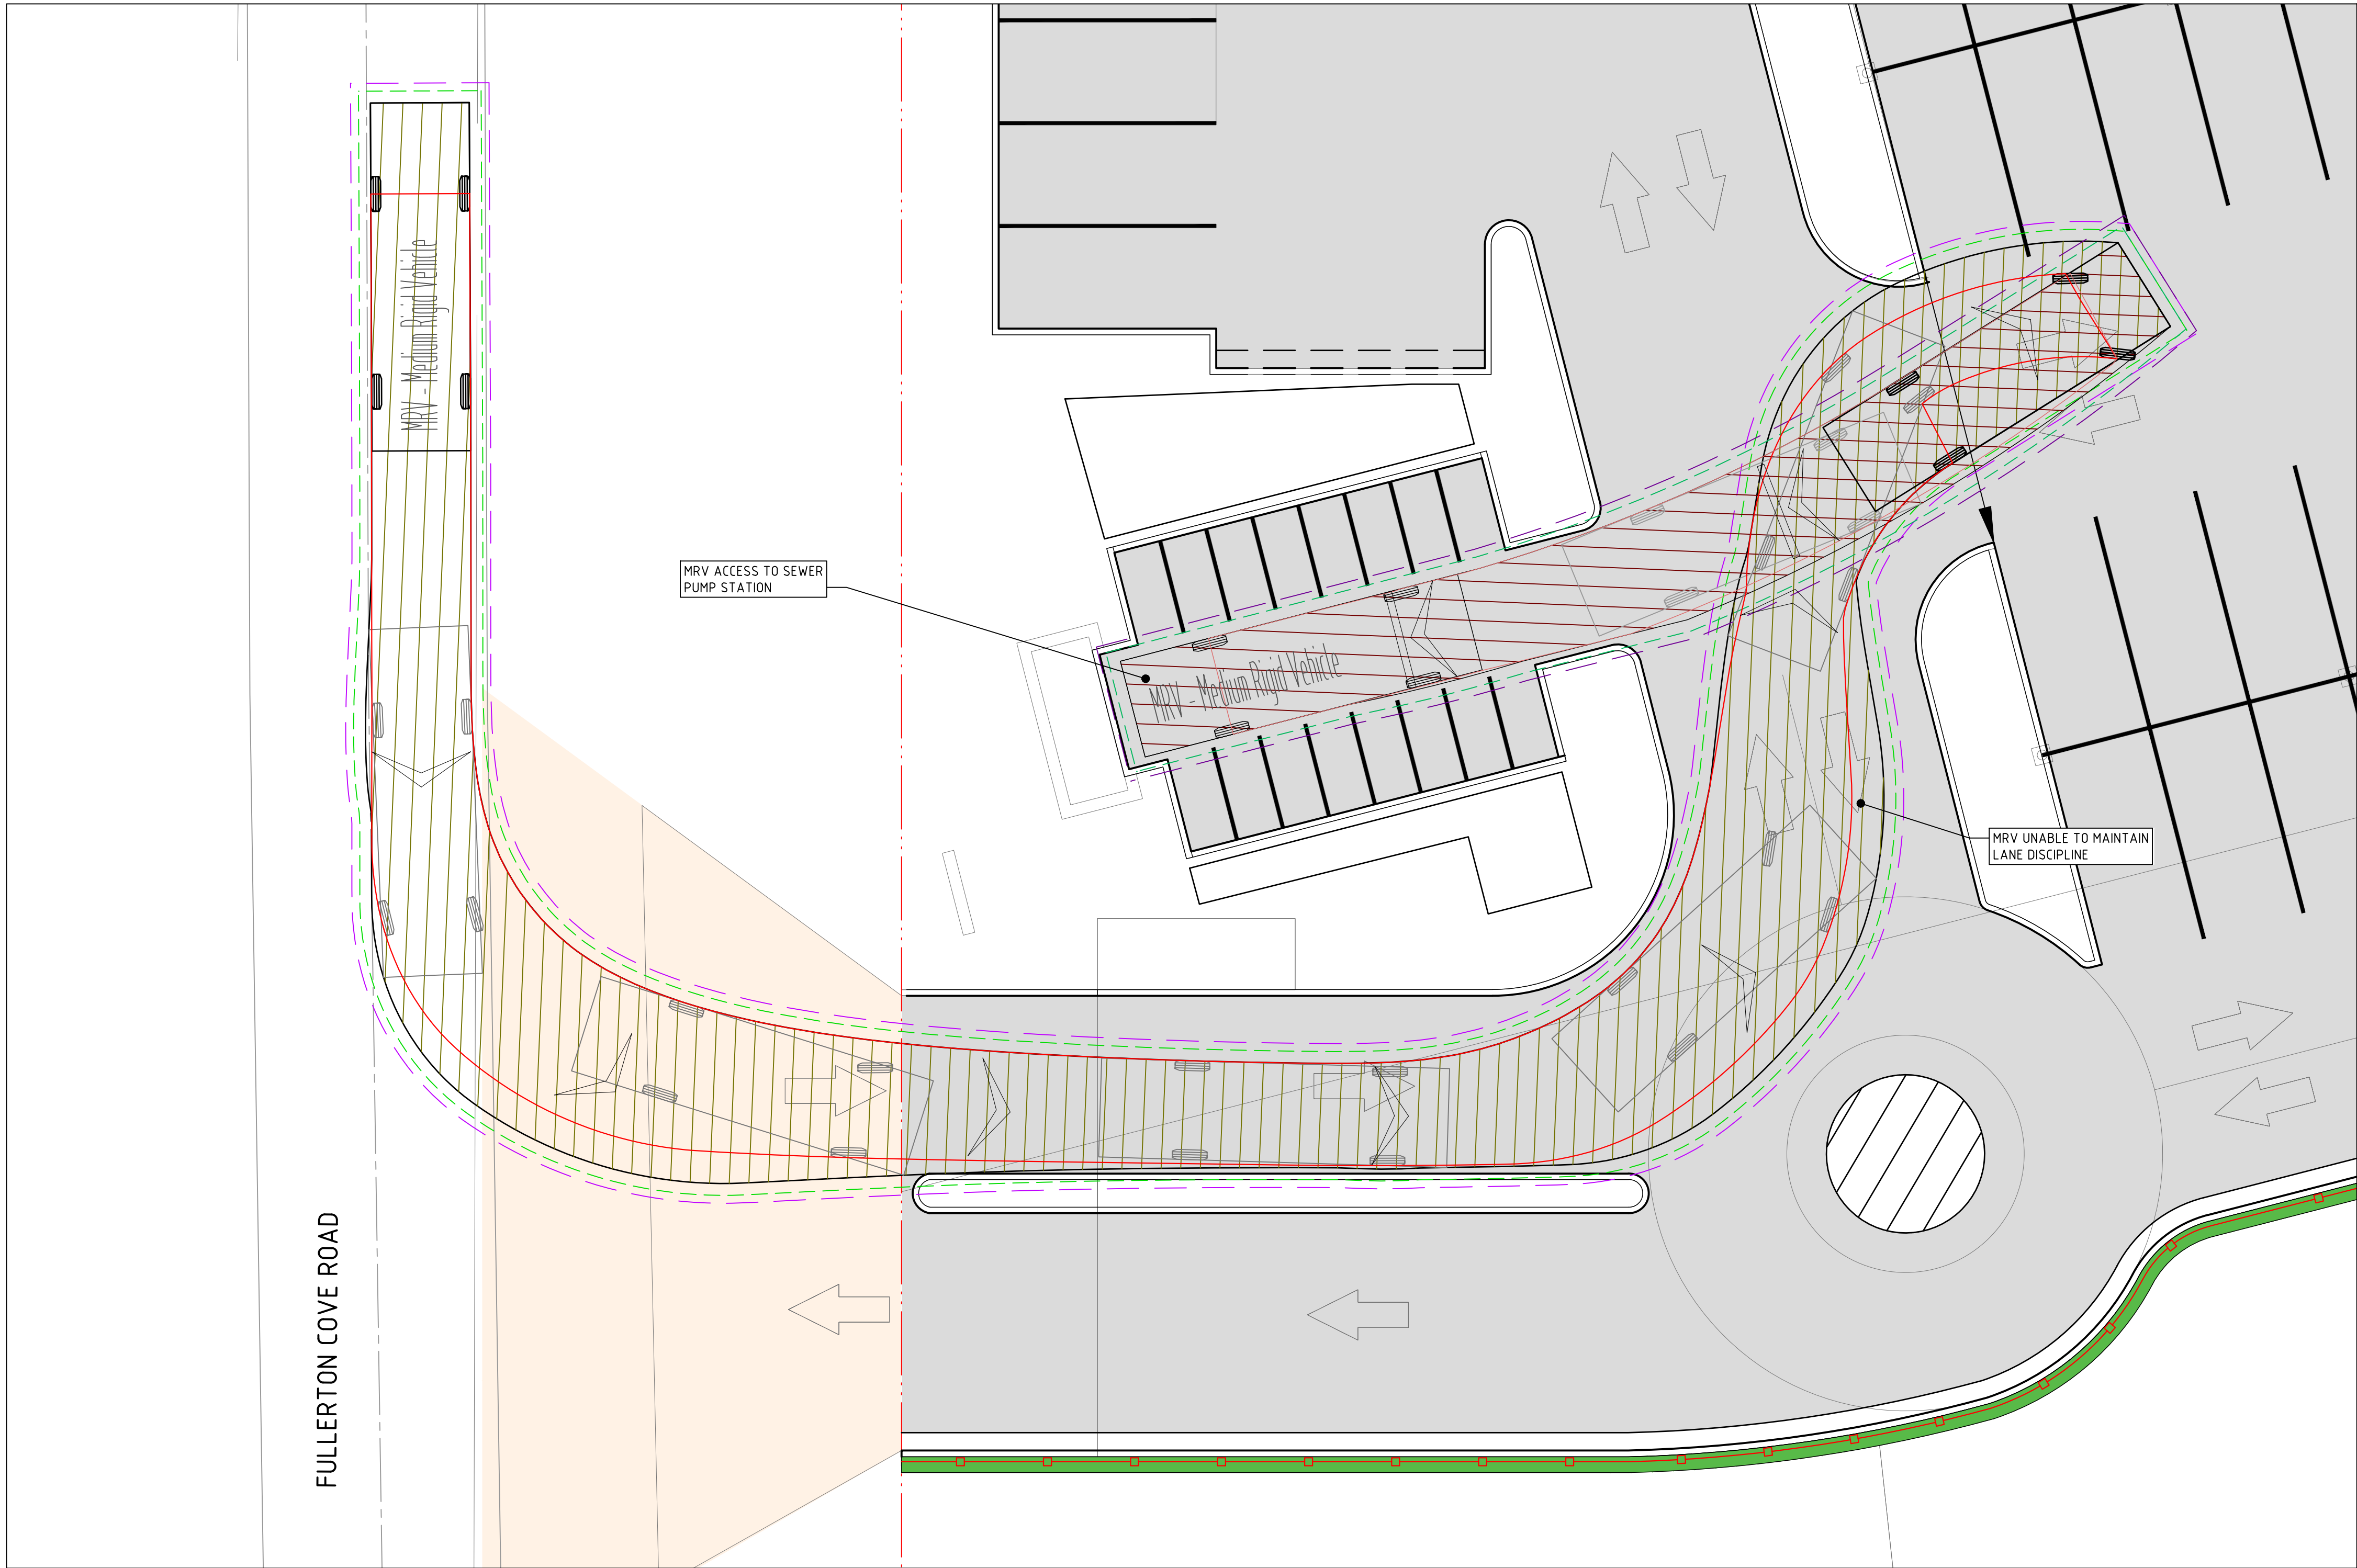 MRV - Medium Rigid Vehicle
MRV ACCESS TO SEWER
PUMP STATION
MRV - Medium Rigid Vehicle
MRV UNABLE TO MAINTAIN
LANE DISCIPLINE
FULLERTON COVE ROAD